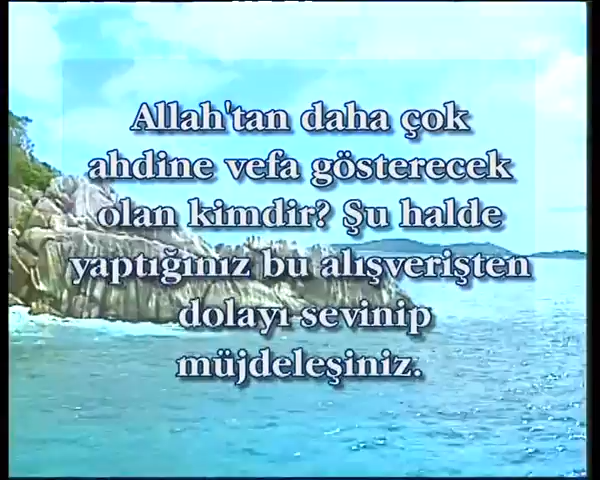 Allah'tan daha çok
ahdine vefa gösterecek
olan kimdir? Şu halde
yaptığınız bu alışverişten
dolayı sevinip
müjdeleşiniz.